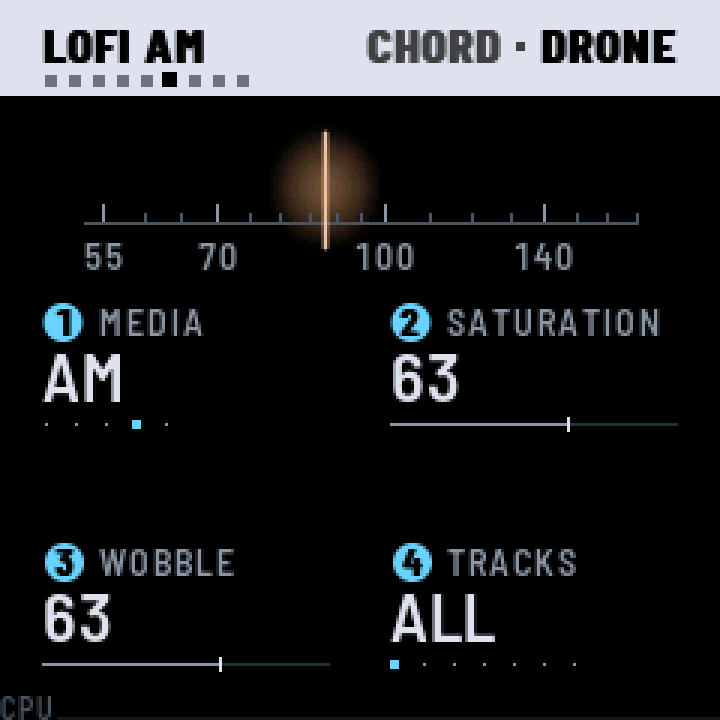 LOFI AM CHORD · DRONE
55 70 100 140
1 MEDIA 2 SATURATION
AM 63
3 WOBBLE 4 TRACKS
63 ALL
CPU